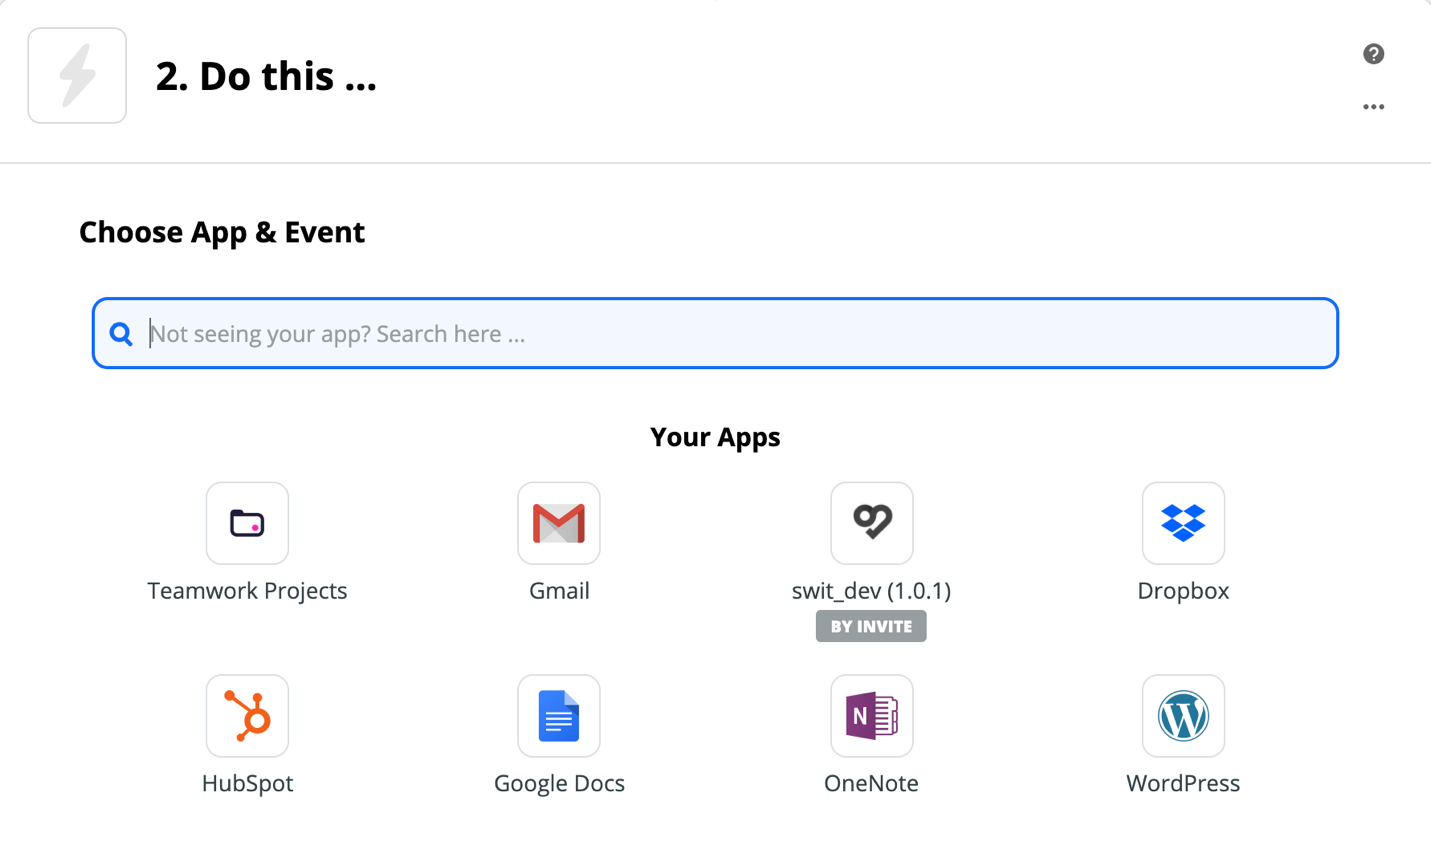 2. Do this ...
?
Choose App & Event
Not seeing your app? Search here ...
Your Apps
Teamwork Projects
Gmail
swit_dev (1.0.1)
Dropbox
BY INVITE
N
W
HubSpot
Google Docs
OneNote
WordPress